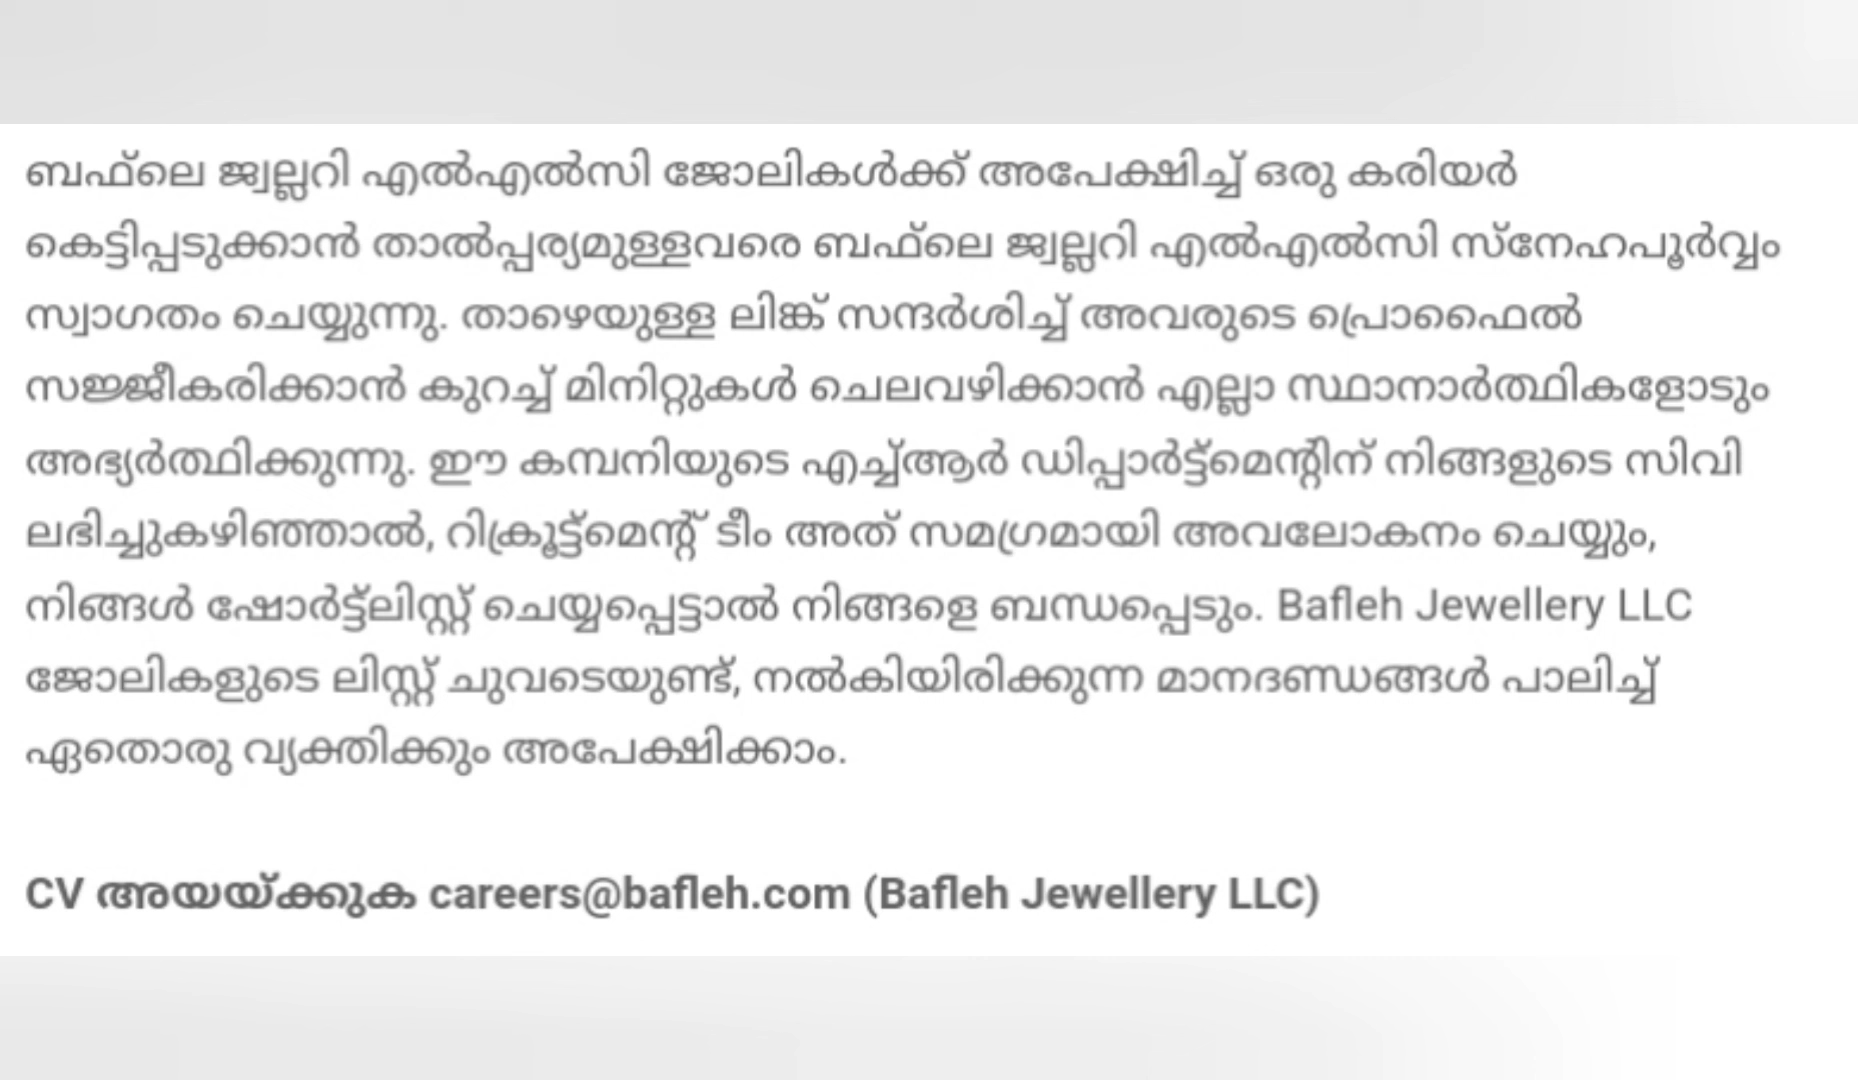 ബഫ്ലെ ജ്വല്ലറി എൽഎൽസി ജോലികൾക്ക് അപേക്ഷിച്ച് ഒരു കരിയർ
കെട്ടിപ്പടുക്കാൻ താൽപ്പര്യമുള്ളവരെ ബഫ്ലെ ജ്വല്ലറി എൽഎൽസി സ്നേഹപൂർവ്വം
സ്വാഗതം ചെയ്യുന്നു. താഴെയുള്ള ലിങ്ക് സന്ദർശിച്ച് അവരുടെ പ്രൊഫൈൽ
സജ്ജീകരിക്കാൻ കുറച്ച് മിനിറ്റുകൾ ചെലവഴിക്കാൻ എല്ലാ സ്ഥാനാർത്ഥികളോടും
അഭ്യർത്ഥിക്കുന്നു. ഈ കമ്പനിയുടെ എച്ച്ആർ ഡിപ്പാർട്ട്മെന്റിന് നിങ്ങളുടെ സിവി
ലഭിച്ചുകഴിഞ്ഞാൽ, റിക്രൂട്ട്മെന്റ് ടീം അത് സമഗ്രമായി അവലോകനം ചെയ്യും,
നിങ്ങൾ ഷോർട്ട്ലിസ്റ്റ് ചെയ്യപ്പെട്ടാൽ നിങ്ങളെ ബന്ധപ്പെടും. Bafleh Jewellery LLC
ജോലികളുടെ ലിസ്റ്റ് ചുവടെയുണ്ട്, നൽകിയിരിക്കുന്ന മാനദണ്ഡങ്ങൾ പാലിച്ച്
ഏതൊരു വ്യക്തിക്കും അപേക്ഷിക്കാം.
CV അയയ്ക്കുക careers@bafleh.com (Bafleh Jewellery LLC)